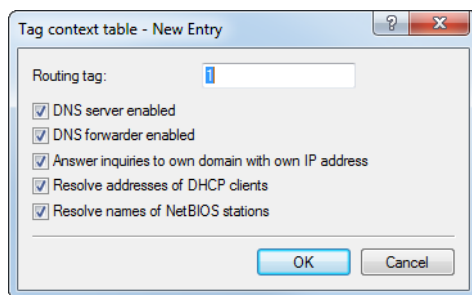 Tag context table - New Entry
Routing tag: 1
DNS server enabled
DNS forwarder enabled
Answer inquiries to own domain with own IP address
Resolve addresses of DHCP clients
Resolve names of NetBIOS stations
OK Cancel